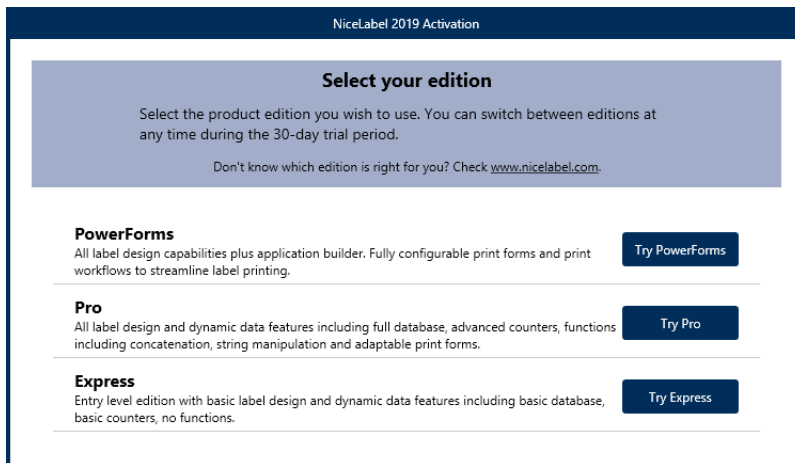 NiceLabel 2019 Activation
Select your edition
Select the product edition you wish to use. You can switch between editions at
any time during the 30-day trial period.
Don't know which edition is right for you? Check www.nicelabel.com.
PowerForms
All label design capabilities plus application builder. Fully configurable print forms and print
workflows to streamline label printing.
Try PowerForms
Pro
All label design and dynamic data features including full database, advanced counters, functions
including concatenation, string manipulation and adaptable print forms.
Try Pro
Express
Entry level edition with basic label design and dynamic data features including basic database,
basic counters, no functions.
Try Express